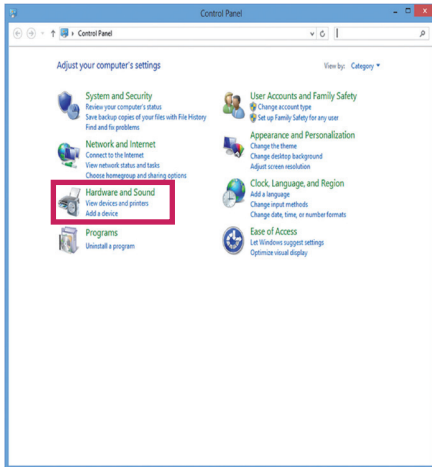 Control Panel
Control Panel
Adjust your computer's settings
View by: Category
System and Security
Review your computer's status
Save backup copies of your files with File History
Find and fix problems
Network and Internet
Connect to the Internet
View network status and tasks
Choose homegroup and sharing options
Hardware and Sound
View devices and printers
Add a device
Programs
Uninstall a program
User Accounts and Family Safety
Change account type
Set up Family Safety for any user
Appearance and Personalization
Change the theme
Change desktop background
Adjust screen resolution
Clock, Language, and Region
Add a language
Change input methods
Change date, time, or number formats
Ease of Access
Let Windows suggest settings
Optimize visual display